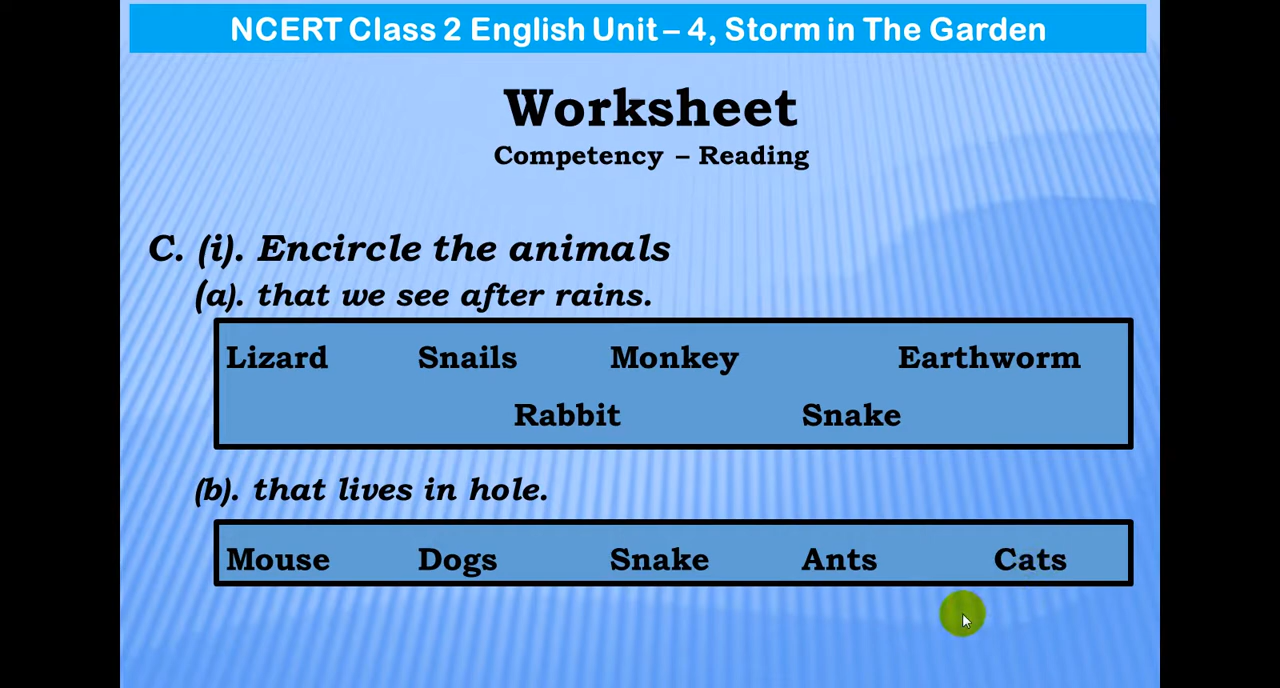 NCERT Class 2 English Unit – 4, Storm in The Garden
Worksheet
Competency – Reading
C. (i). Encircle the animals
(a). that we see after rains.
Lizard Snails Monkey Earthworm
Rabbit Snake
(b). that lives in hole.
Mouse Dogs Snake Ants Cats